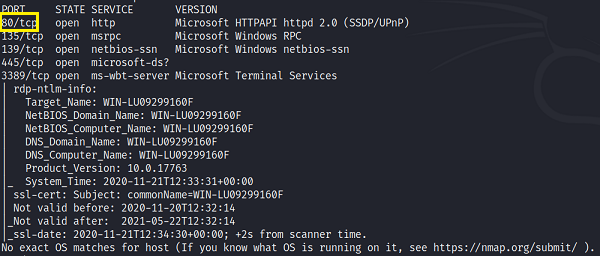 PORT STATE SERVICE VERSION
80/tcp open http Microsoft HTTPAPI httpd 2.0 (SSDP/UPnP)
135/tcp open msrpc Microsoft Windows RPC
139/tcp open netbios-ssn Microsoft Windows netbios-ssn
445/tcp open microsoft-ds?
3389/tcp open ms-wbt-server Microsoft Terminal Services
| rdp-ntlm-info:
| Target_Name: WIN-LU09299160F
| NetBIOS_Domain_Name: WIN-LU09299160F
| NetBIOS_Computer_Name: WIN-LU09299160F
| DNS_Domain_Name: WIN-LU09299160F
| DNS_Computer_Name: WIN-LU09299160F
| Product_Version: 10.0.17763
|_ System_Time: 2020-11-21T12:33:31+00:00
| ssl-cert: Subject: commonName=WIN-LU09299160F
| Not valid before: 2020-11-20T12:32:14
|_Not valid after: 2021-05-22T12:32:14
|_ssl-date: 2020-11-21T12:34:30+00:00; +2s from scanner time.
No exact OS matches for host (If you know what OS is running on it, see https://nmap.org/submit/ ).